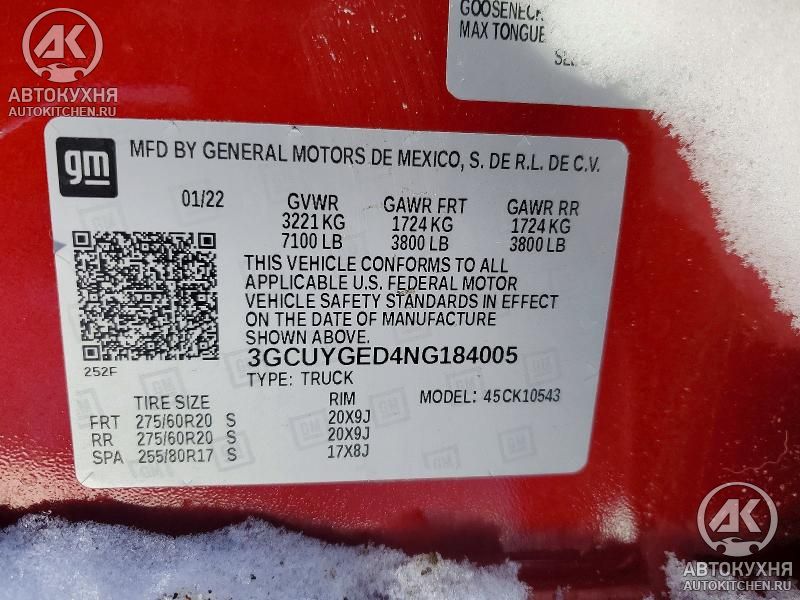 AK
АВТОКУХНЯ
AUTOKITCHEN.RU
GOOSENECK
MAX TONGUE
gm
MFD BY GENERAL MOTORS DE MEXICO, S. DE R.L. DE C.V.
01/22 GVWR GAWR FRT GAWR RR
3221 KG 1724 KG 1724 KG
7100 LB 3800 LB 3800 LB
THIS VEHICLE CONFORMS TO ALL
APPLICABLE U.S. FEDERAL MOTOR
VEHICLE SAFETY STANDARDS IN EFFECT
ON THE DATE OF MANUFACTURE
SHOWN ABOVE.
252F
3GCUYGED4NG184005
TYPE: TRUCK MODEL: 45CK10543
TIRE SIZE RIM
FRT 275/60R20 S 20X9J
RR 275/60R20 S 20X9J
SPA 255/80R17 S 17X8J
AK
АВТОКУХНЯ
AUTOKITCHEN.RU